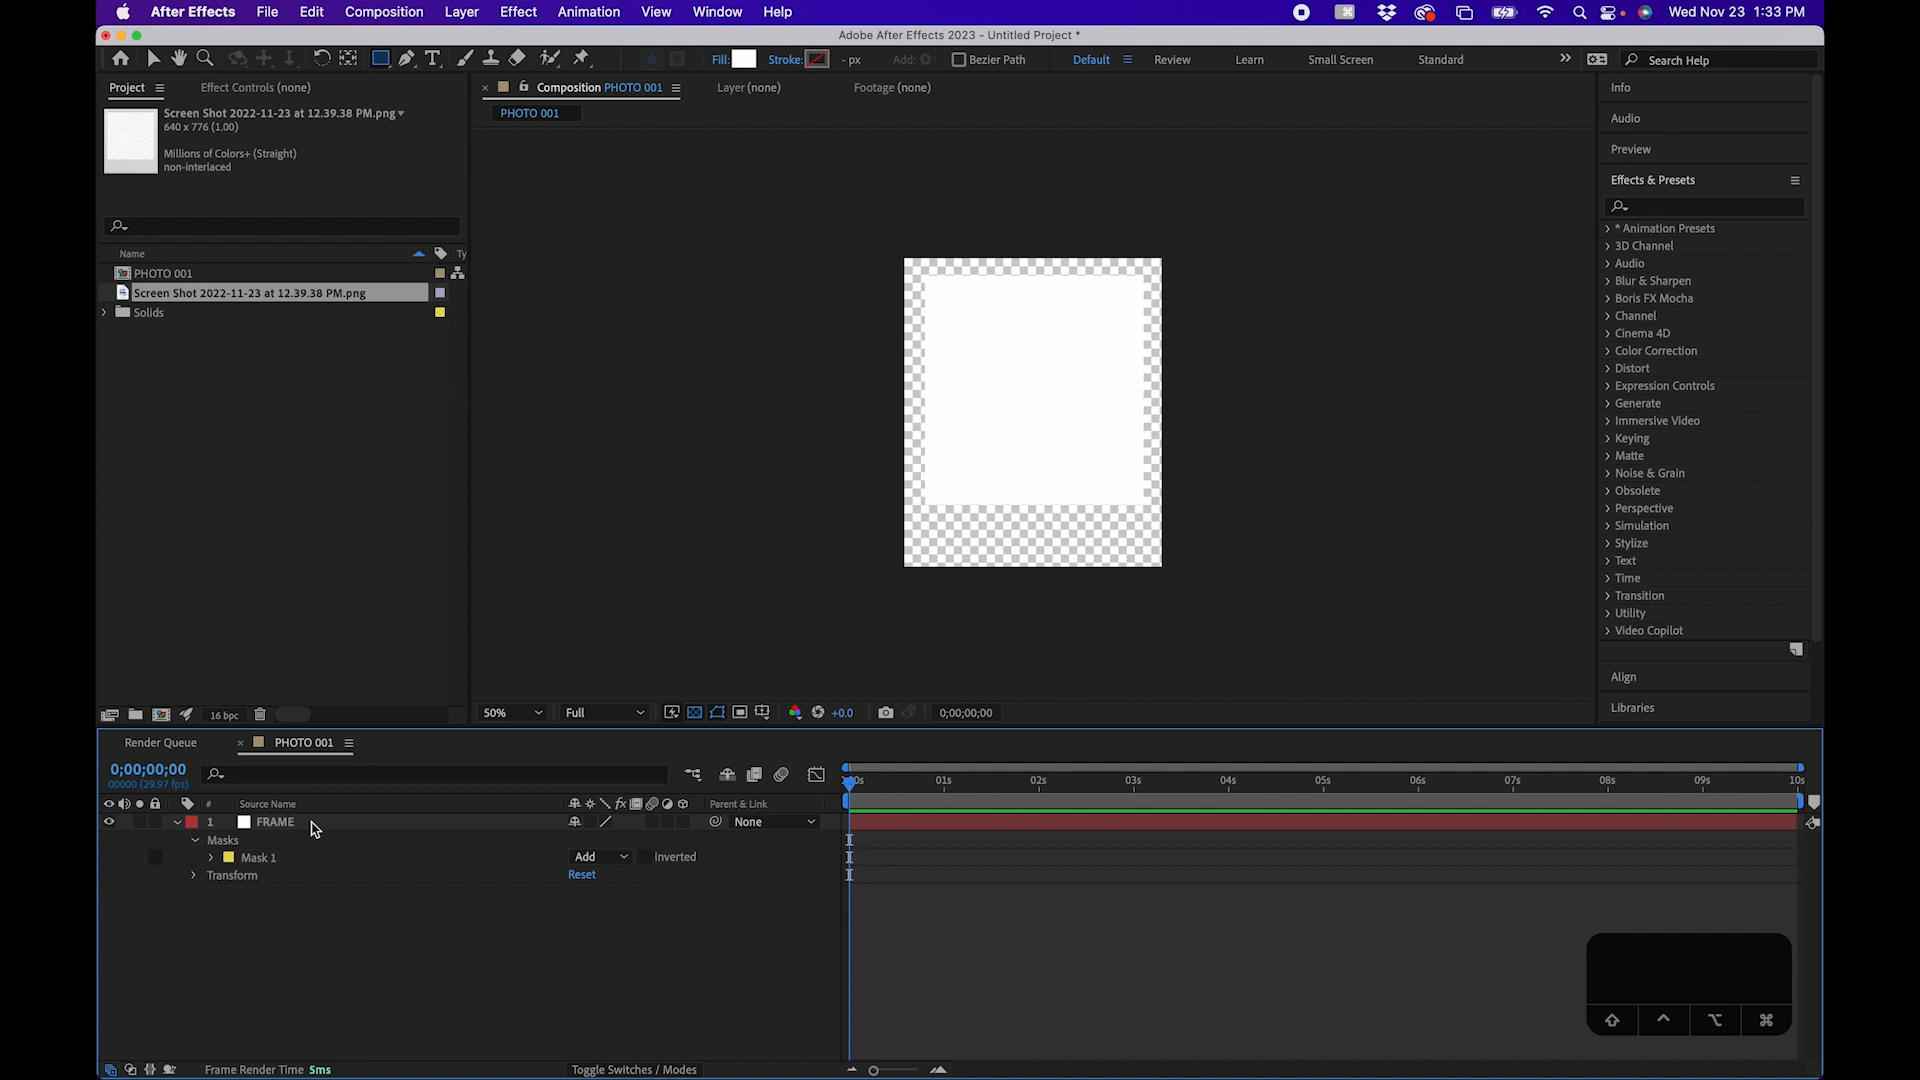 After Effects File Edit Composition Layer Effect Animation View Window Help Wed Nov 23 1:33 PM
Adobe After Effects 2023 - Untitled Project *
Fill: Stroke: - px Add: Bezier Path Default Review Learn Small Screen Standard Search Help
Project Effect Controls (none)
Screen Shot 2022-11-23 at 12.39.38 PM.png
640 x 776 (1.00)
Millions of Colors+ (Straight)
non-interlaced
Name Ty
PHOTO 001
Screen Shot 2022-11-23 at 12.39.38 PM.png
Solids
16 bpc
Composition PHOTO 001 Layer (none) Footage (none)
PHOTO 001
50% Full +0.0 0;00;00;00
Info
Audio
Preview
Effects & Presets
* Animation Presets
3D Channel
Audio
Blur & Sharpen
Boris FX Mocha
Channel
Cinema 4D
Color Correction
Distort
Expression Controls
Generate
Immersive Video
Keying
Matte
Noise & Grain
Obsolete
Perspective
Simulation
Stylize
Text
Time
Transition
Utility
Video Copilot
Align
Libraries
Render Queue PHOTO 001
0;00;00;00
00000 (29.97 fps)
01s 02s 03s 04s 05s 06s 07s 08s 09s 10s
# Source Name fx Parent & Link
1 FRAME None
Masks
Mask 1 Add Inverted
Transform Reset
Frame Render Time 5ms Toggle Switches / Modes